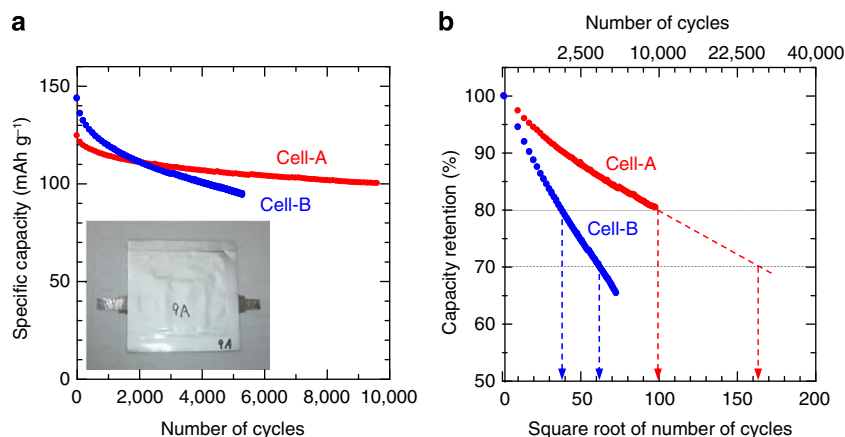 a
Specific capacity (mAh g⁻¹)
150
100
50
0
0
2,000
4,000
6,000
8,000
10,000
Number of cycles
Cell-A
Cell-B
9A
9A
b
Number of cycles
2,500
10,000
22,500
40,000
Capacity retention (%)
100
90
80
70
60
50
0
50
100
150
200
Square root of number of cycles
Cell-A
Cell-B